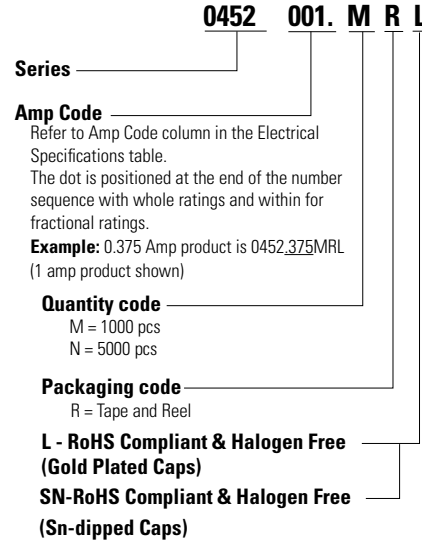 0452 001. M R L
Series
Amp Code
Refer to Amp Code column in the Electrical
Specifications table.
The dot is positioned at the end of the number
sequence with whole ratings and within for
fractional ratings.
Example: 0.375 Amp product is 0452.375MRL
(1 amp product shown)
Quantity code
M = 1000 pcs
N = 5000 pcs
Packaging code
R = Tape and Reel
L - RoHS Compliant & Halogen Free
(Gold Plated Caps)
SN-RoHS Compliant & Halogen Free
(Sn-dipped Caps)